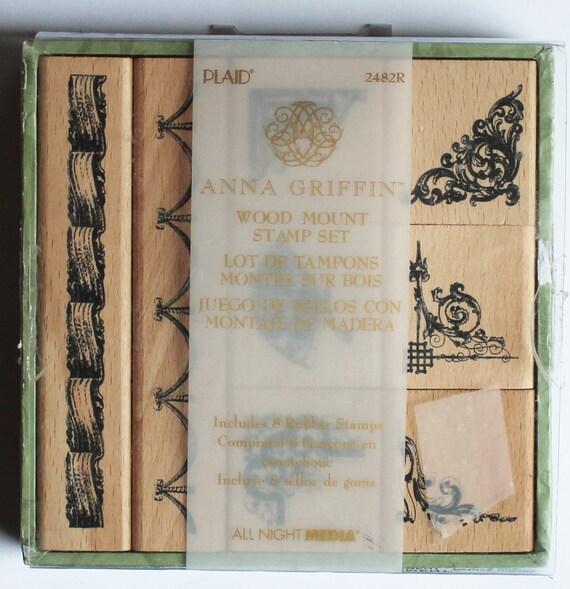 PLAID® 2482R
ANNA GRIFFIN™
WOOD MOUNT
STAMP SET
LOT DE TAMPONS
MONTÉS SUR BOIS
JUEGO DE SELLOS CON
MONTAJE DE MADERA
Includes 8 Rubber Stamps
Comprend 8 tampons en
caoutchouc
Incluye 8 sellos de goma
ALL NIGHT MEDIA®